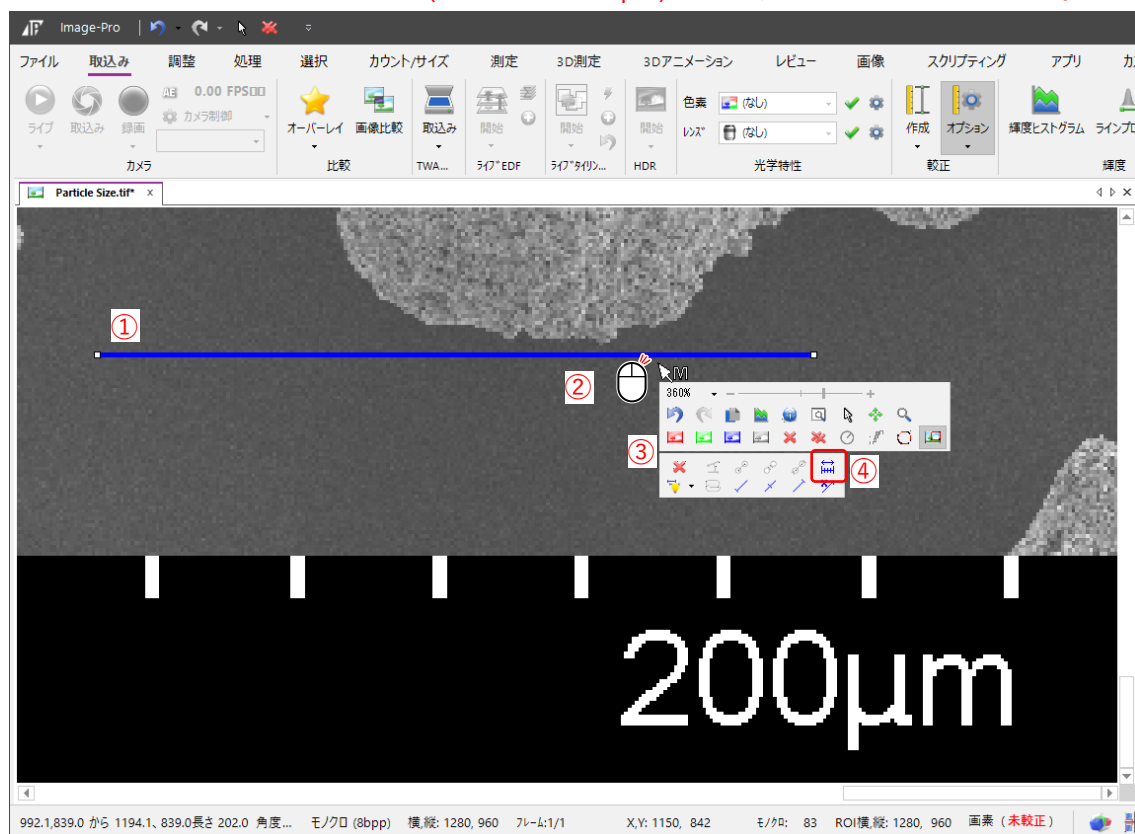 Image-Pro
ファイル 取込み 調整 処理 選択 カウント/サイズ 測定 3D測定 3Dアニメーション レビュー 画像 スクリプティング アプリ
AE 0.00 FPS
ライブ 取込み 録画 カメラ制御 オーバーレイ 画像比較 取込み 開始 開始 開始 色素 (なし) 作成 オプション 輝度ヒストグラム
ﾚﾝｽﾞ (なし)
カメラ 比較 TWA... ﾗｲﾌﾞEDF ﾗｲﾌﾞﾀｲﾘﾝ... HDR 光学特性 較正 輝度
Particle Size.tif* x
①
②
M
360%
③
④
200μm
992.1,839.0 から 1194.1、839.0長さ 202.0 角度... モノクロ (8bpp) 横,縦: 1280, 960 ﾌﾚｰﾑ:1/1 X,Y: 1150, 842 ﾓﾉｸﾛ: 83 ROI横,縦: 1280, 960 画素 (未較正)